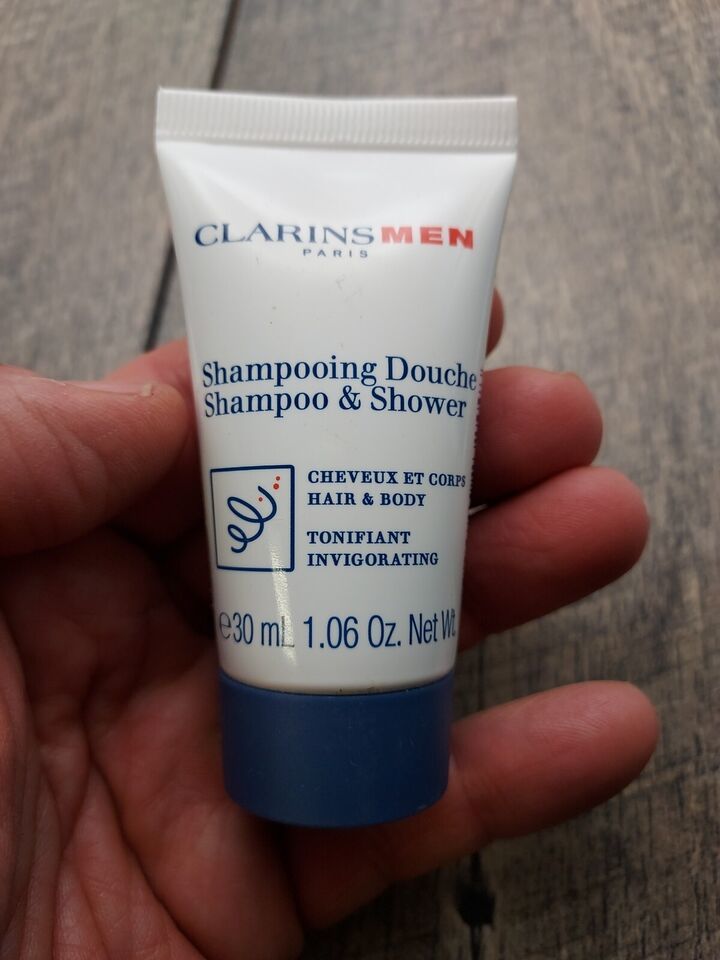 CLARINSMEN
PARIS
Shampooing Douche
Shampoo & Shower
CHEVEUX ET CORPS
HAIR & BODY
TONIFIANT
INVIGORATING
℮30 mL 1.06 Oz. Net Wt.